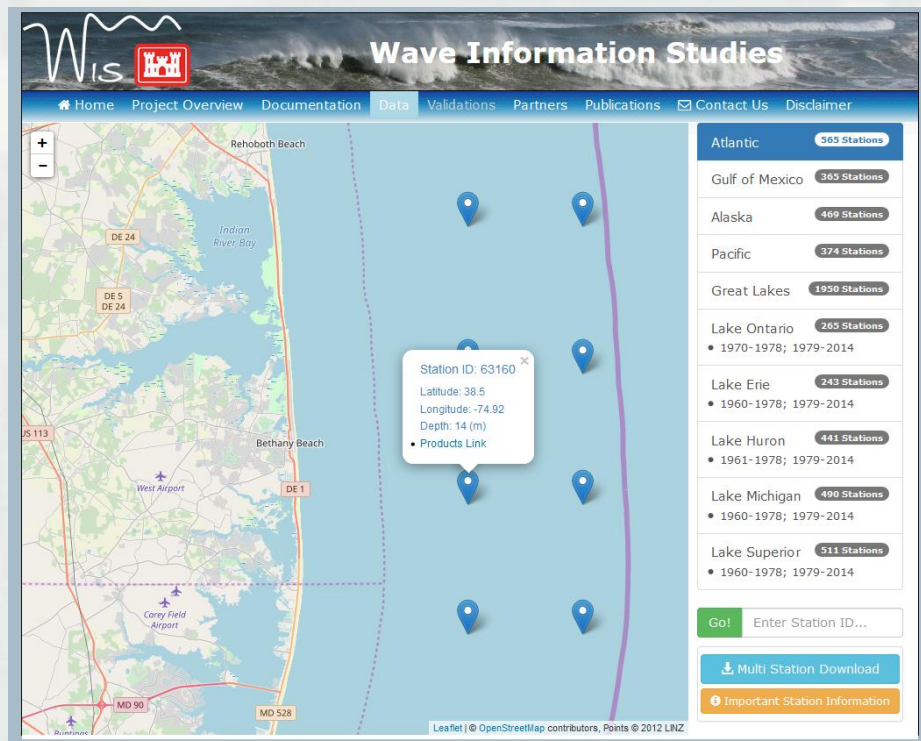 WIS
Wave Information Studies
Home Project Overview Documentation Data Validations Partners Publications Contact Us Disclaimer
+
-
Rehoboth Beach
Indian
River Bay
DE 24
DE 5
DE 24
US 113
Bethany Beach
West Airport
DE 1
Carey Field
Airport
MD 90
MD 528
Buntings
Station ID: 63160
×
Latitude: 38.5
Longitude: -74.92
Depth: 14 (m)
• Products Link
Leaflet | © OpenStreetMap contributors, Points © 2012 LINZ
Atlantic 565 Stations
Gulf of Mexico 365 Stations
Alaska 469 Stations
Pacific 374 Stations
Great Lakes 1950 Stations
Lake Ontario 265 Stations
• 1970-1978; 1979-2014
Lake Erie 243 Stations
• 1960-1978; 1979-2014
Lake Huron 441 Stations
• 1961-1978; 1979-2014
Lake Michigan 490 Stations
• 1960-1978; 1979-2014
Lake Superior 511 Stations
• 1960-1978; 1979-2014
Go! Enter Station ID...
Multi Station Download
Important Station Information